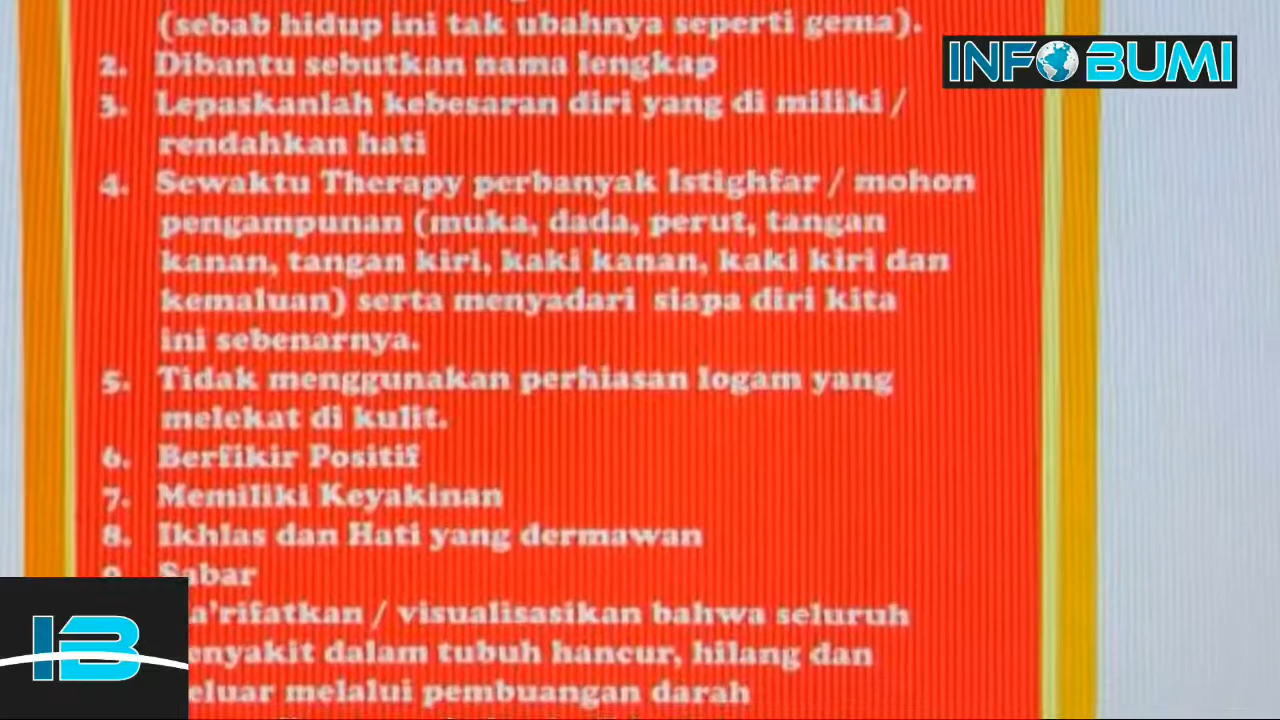 (sebab hidup ini tak ubahnya seperti gema).
2. Dibantu sebutkan nama lengkap
3. Lepaskanlah kebesaran diri yang di miliki /
rendahkan hati
4. Sewaktu Therapy perbanyak Istighfar / mohon
pengampunan (muka, dada, perut, tangan
kanan, tangan kiri, kaki kanan, kaki kiri dan
kemaluan) serta menyadari siapa diri kita
ini sebenarnya.
5. Tidak menggunakan perhiasan logam yang
melekat di kulit.
6. Berfikir Positif
7. Memiliki Keyakinan
8. Ikhlas dan Hati yang dermawan
9. Sabar
a'rifatkan / visualisasikan bahwa seluruh
enyakit dalam tubuh hancur, hilang dan
eluar melalui pembuangan darah
INFOBUMI
IB